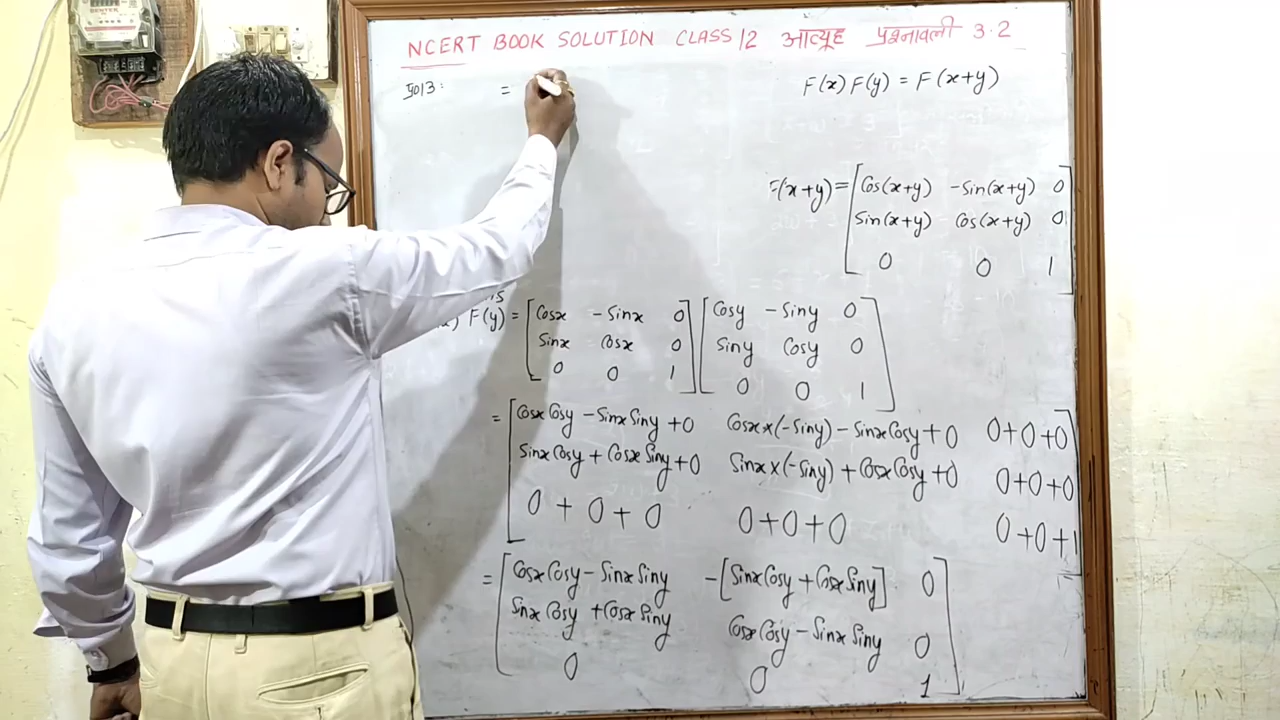 NCERT BOOK SOLUTION CLASS 12 आव्यूह प्रश्नावली 3.2
प्र013:
=
F(x) F(y) = F(x+y)
F(x+y) = [Cos(x+y) -Sin(x+y) 0
Sin(x+y) Cos(x+y) 0
0 0 1]
F(y) = [Cosx -Sinx 0] [Cosy -Siny 0
Sinx Cosx 0 Siny Cosy 0
0 0 1 0 0 1]
= [Cosx Cosy - Sinx Siny + 0 Cosx×(-Siny) - Sinx Cosy + 0 0+0+0
Sinx Cosy + Cosx Siny + 0 Sinx×(-Siny) + Cosx Cosy + 0 0+0+0
0 + 0 + 0 0+0+0 0+0+1]
= [Cosx Cosy - Sinx Siny -[Sinx Cosy + Cosx Siny] 0
Sinx Cosy + Cosx Siny Cosx Cosy - Sinx Siny 0
0 0 1]